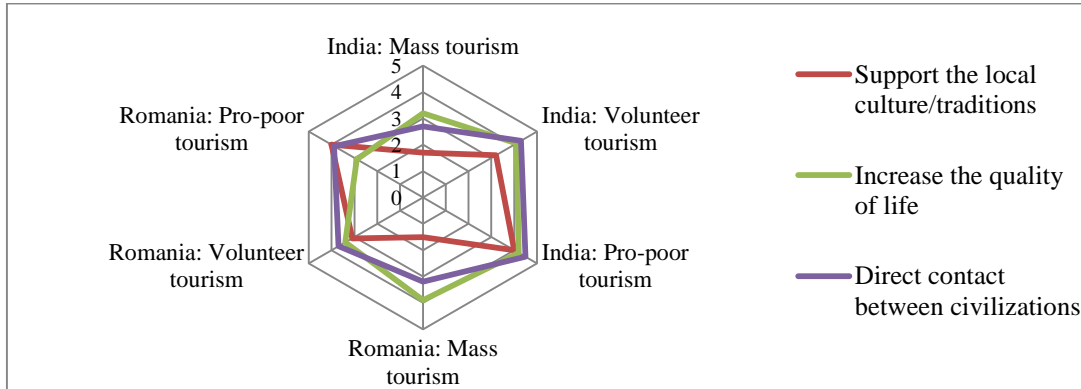 India: Mass tourism
5
4
3
2
1
0
India: Volunteer
tourism
India: Pro-poor
tourism
Romania: Mass
tourism
Romania: Volunteer
tourism
Romania: Pro-poor
tourism
Support the local
culture/traditions
Increase the quality
of life
Direct contact
between civilizations